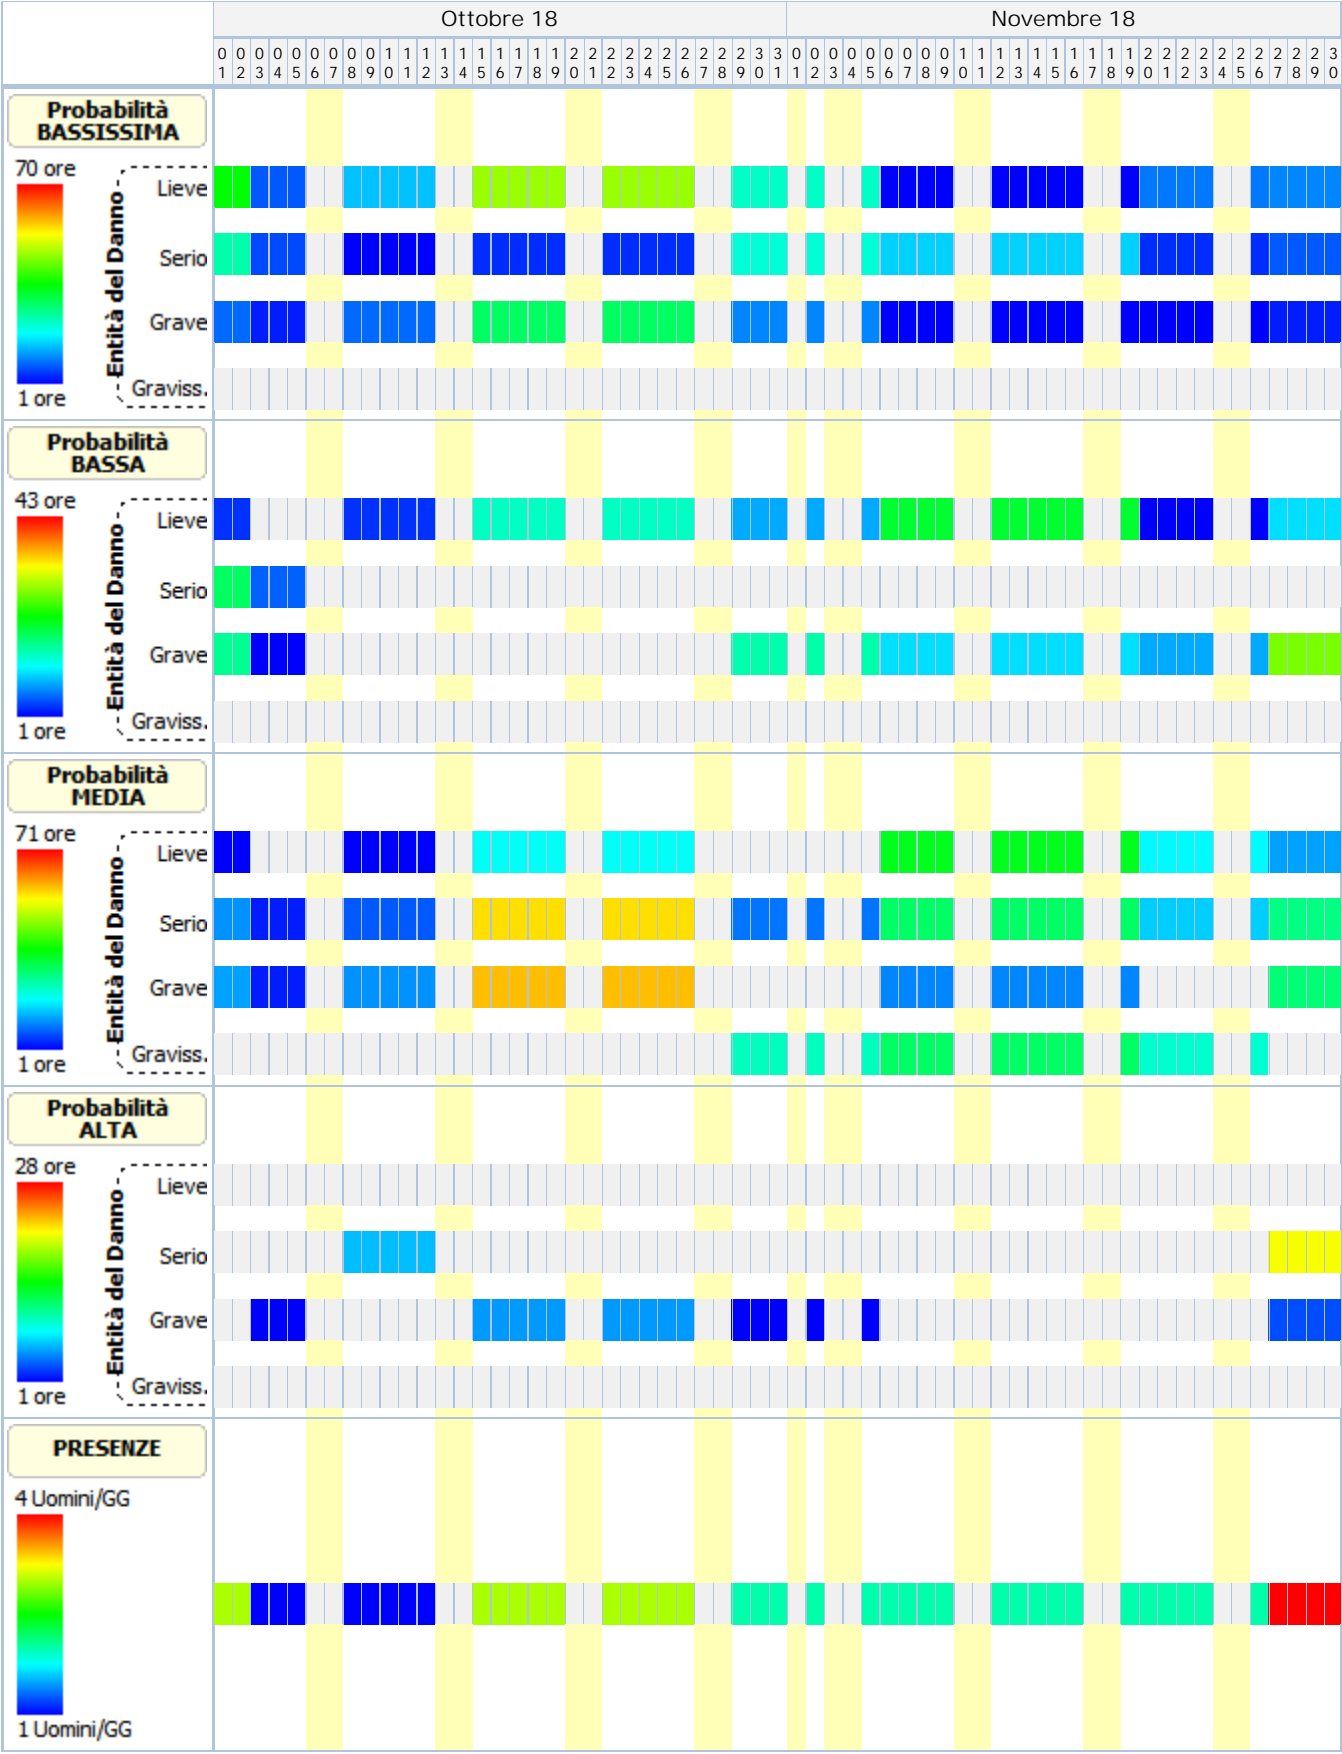 Ottobre 18 Novembre 18
0 0 0 0 0 0 0 0 0 1 1 1 1 1 1 1 1 1 1 2 2 2 2 2 2 2 2 2 2 3 3 0 0 0 0 0 0 0 0 0 1 1 1 1 1 1 1 1 1 1 2 2 2 2 2 2 2 2 2 2 3
1 2 3 4 5 6 7 8 9 0 1 2 3 4 5 6 7 8 9 0 1 2 3 4 5 6 7 8 9 0 1 1 2 3 4 5 6 7 8 9 0 1 2 3 4 5 6 7 8 9 0 1 2 3 4 5 6 7 8 9 0
Probabilità
BASSISSIMA
70 ore
Lieve
Serio
Grave
Graviss.
Entità del Danno
1 ore
Probabilità
BASSA
43 ore
Lieve
Serio
Grave
Graviss.
Entità del Danno
1 ore
Probabilità
MEDIA
71 ore
Lieve
Serio
Grave
Graviss.
Entità del Danno
1 ore
Probabilità
ALTA
28 ore
Lieve
Serio
Grave
Graviss.
Entità del Danno
1 ore
PRESENZE
4 Uomini/GG
1 Uomini/GG